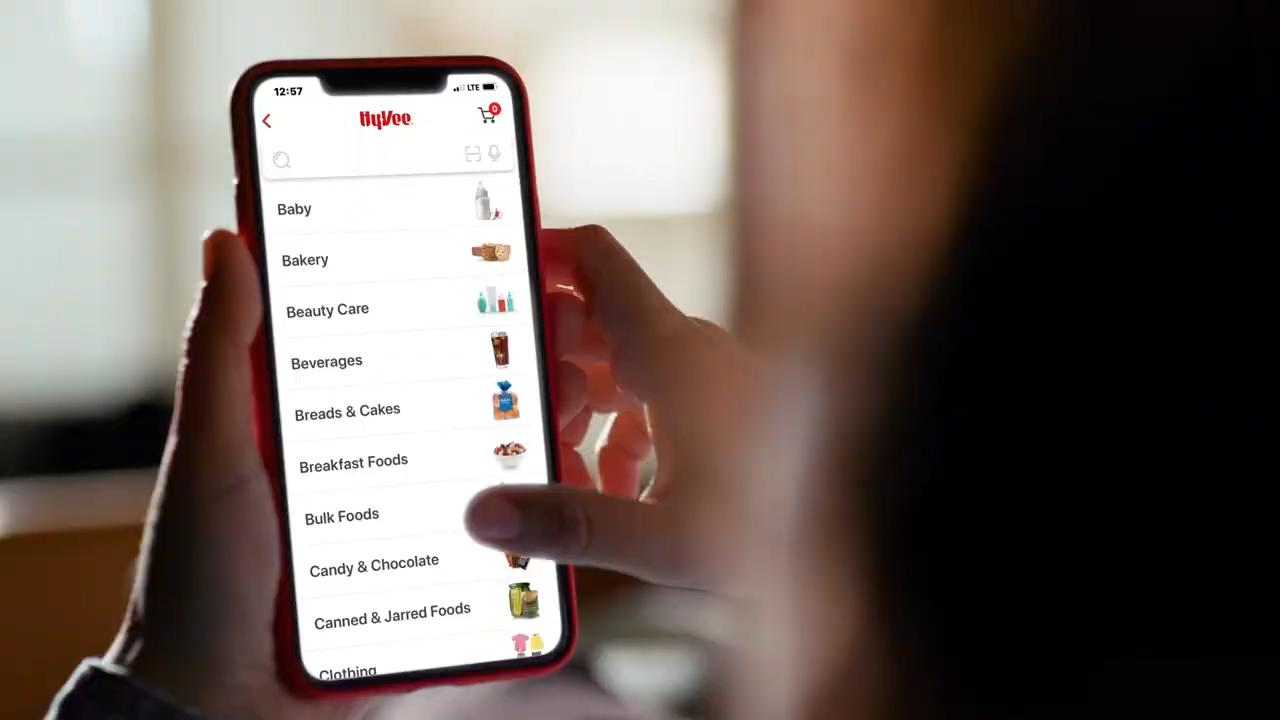 12:57
LTE
HyVee
0
Baby
Bakery
Beauty Care
Beverages
Breads & Cakes
Breakfast Foods
Bulk Foods
Candy & Chocolate
Canned & Jarred Foods
Clothing